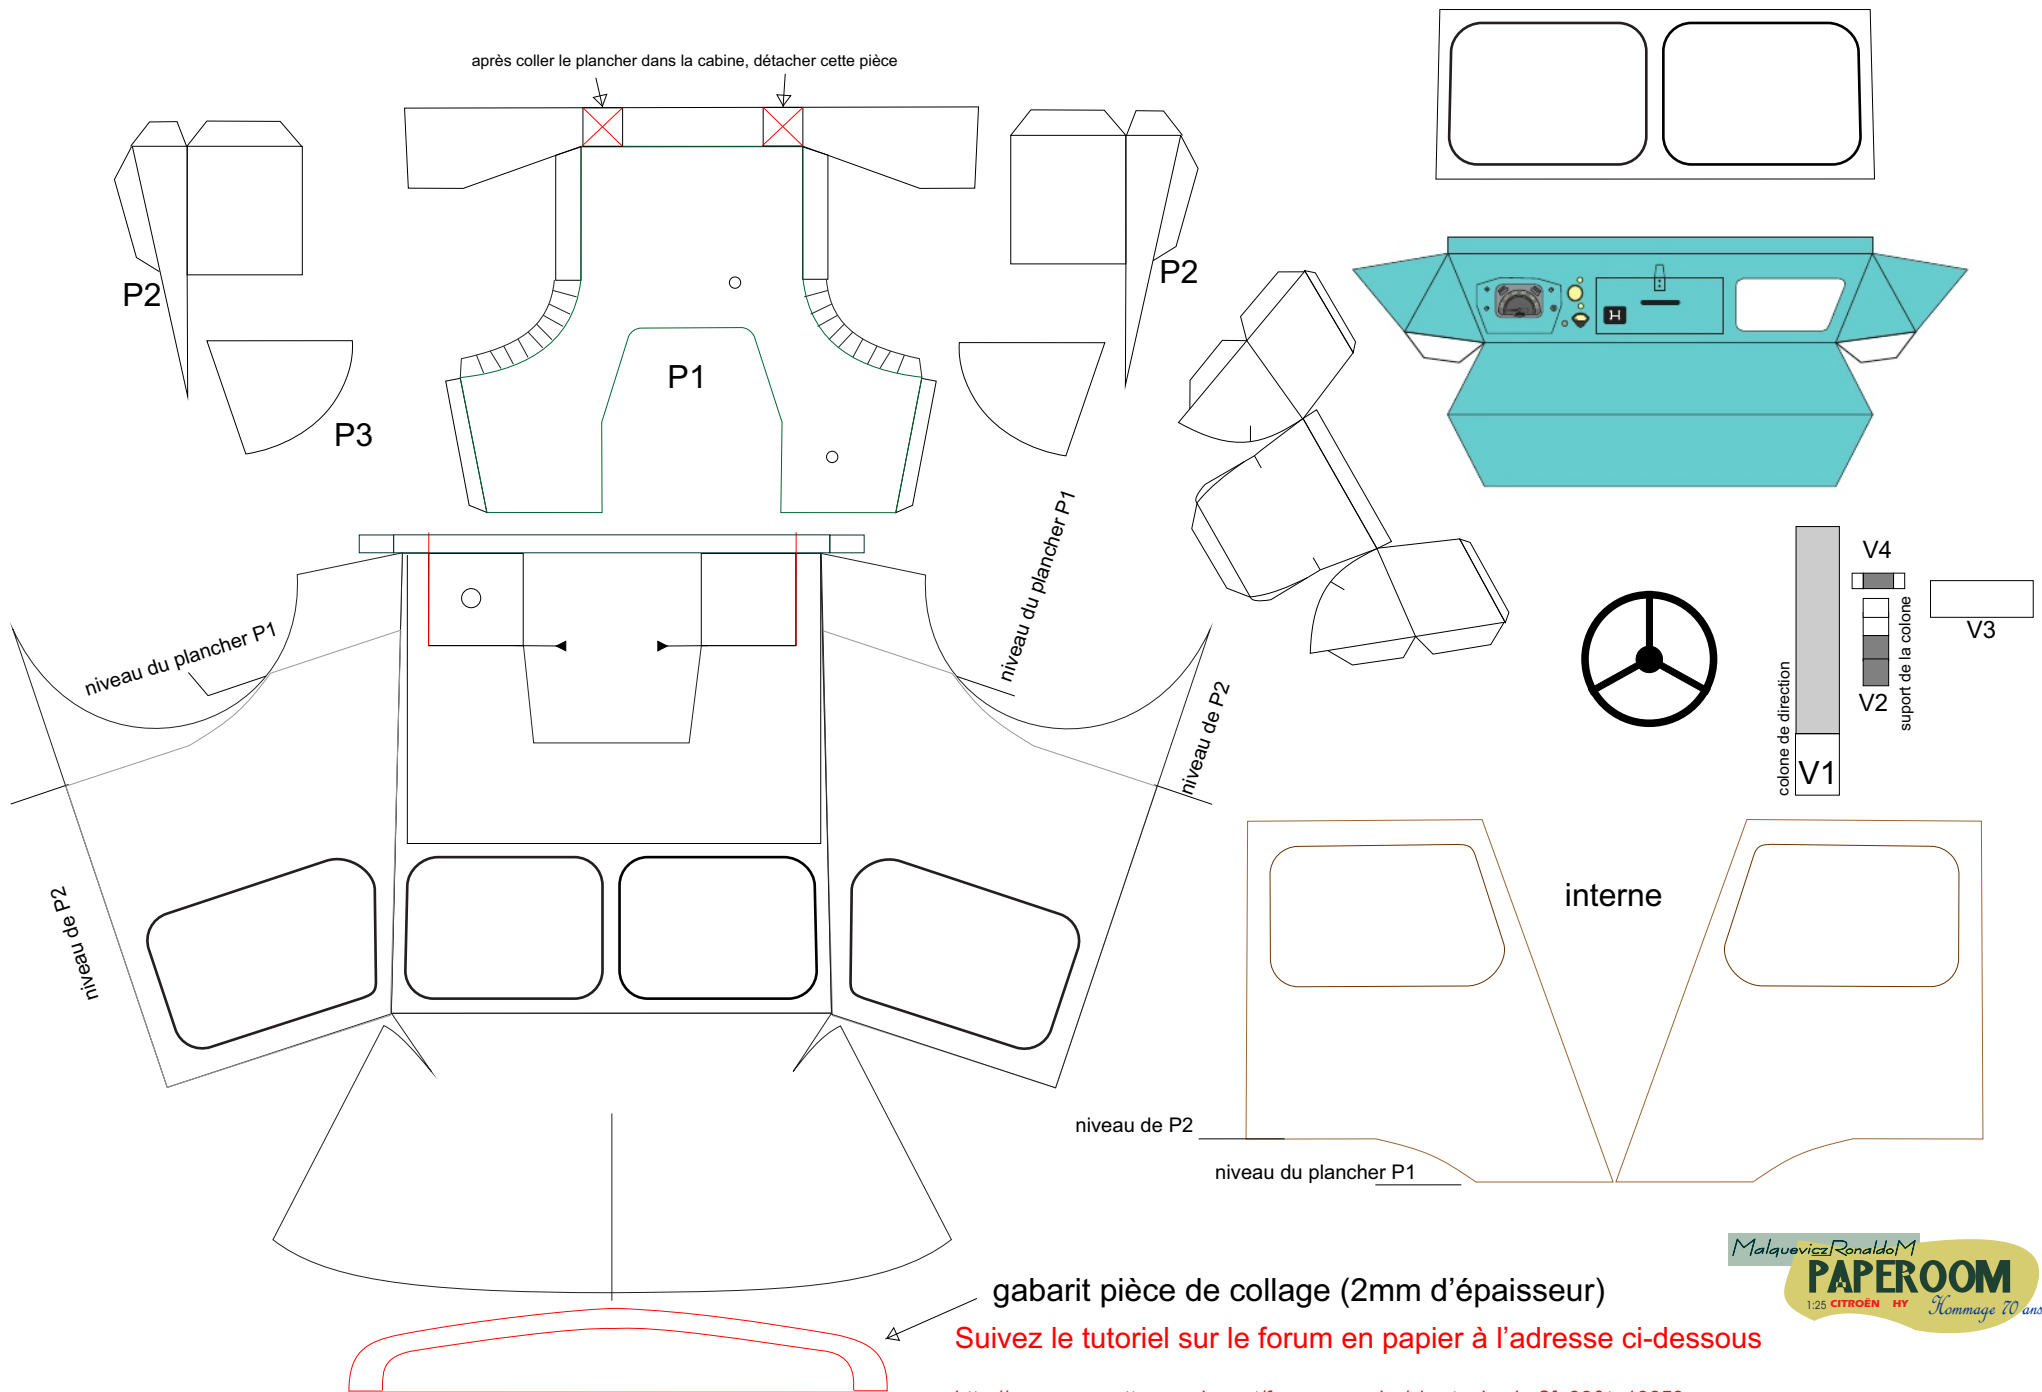 après coller le plancher dans la cabine, détacher cette pièce
P2
P2
P1
P3
H
niveau du plancher P1
niveau du plancher P1
niveau de P2
niveau de P2
V4
V3
V2
suport de la colone
colone de direction
V1
interne
niveau de P2
niveau du plancher P1
MalqueviczRonaldoM
PAPEROOM
1:25 CITROËN HY Hommage 70 ans
gabarit pièce de collage (2mm d'épaisseur)
Suivez le tutoriel sur le forum en papier à l'adresse ci-dessous